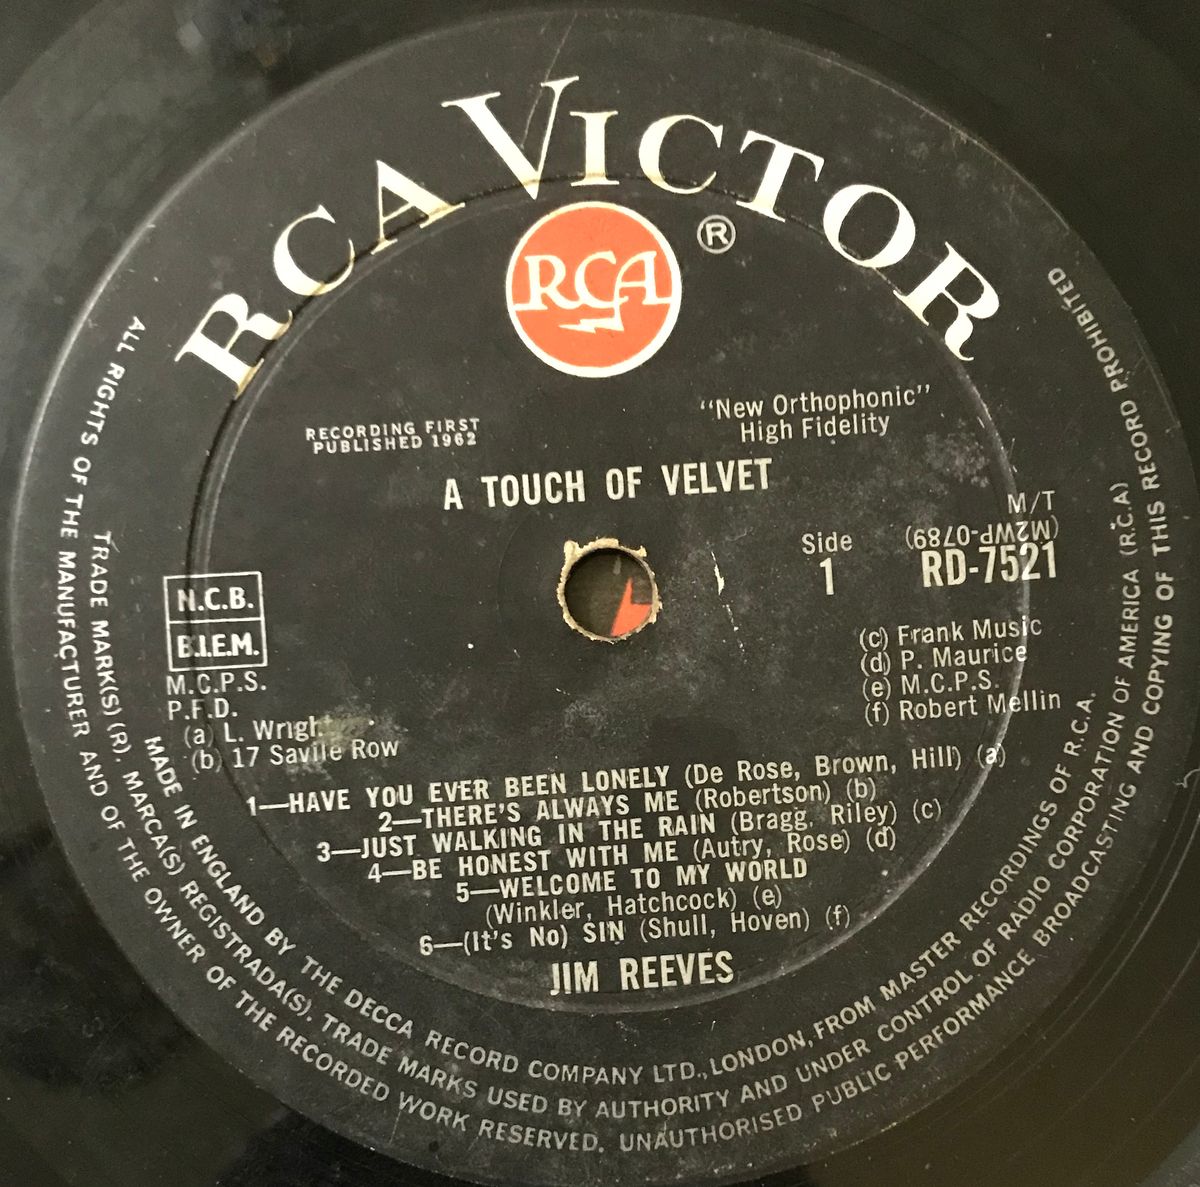 RCA VICTOR
RCA
®
RECORDING FIRST
PUBLISHED 1962
"New Orthophonic"
High Fidelity
A TOUCH OF VELVET
M/T
Side
1
(M2WP-0789)
RD-7521
N.C.B.
B.I.E.M.
M.C.P.S.
P.F.D.
(a) L. Wright
(b) 17 Savile Row
(c) Frank Music
(d) P. Maurice
(e) M.C.P.S.
(f) Robert Mellin
1—HAVE YOU EVER BEEN LONELY (De Rose, Brown, Hill) (a)
2—THERE'S ALWAYS ME (Robertson) (b)
3—JUST WALKING IN THE RAIN (Bragg, Riley) (c)
4—BE HONEST WITH ME (Autry, Rose) (d)
5—WELCOME TO MY WORLD
(Winkler, Hatchcock) (e)
6—(It's No) SIN (Shull, Hoven) (f)
JIM REEVES
MADE IN ENGLAND BY THE DECCA RECORD COMPANY LTD., LONDON, FROM MASTER RECORDINGS OF R.C.A.
TRADE MARK(S) (R). MARCA(S) REGISTRADA(S). TRADE MARKS USED BY AUTHORITY AND UNDER CONTROL OF RADIO CORPORATION OF AMERICA (R.C.A)
ALL RIGHTS OF THE MANUFACTURER AND OF THE OWNER OF THE RECORDED WORK RESERVED. UNAUTHORISED PUBLIC PERFORMANCE BROADCASTING AND COPYING OF THIS RECORD PROHIBITED